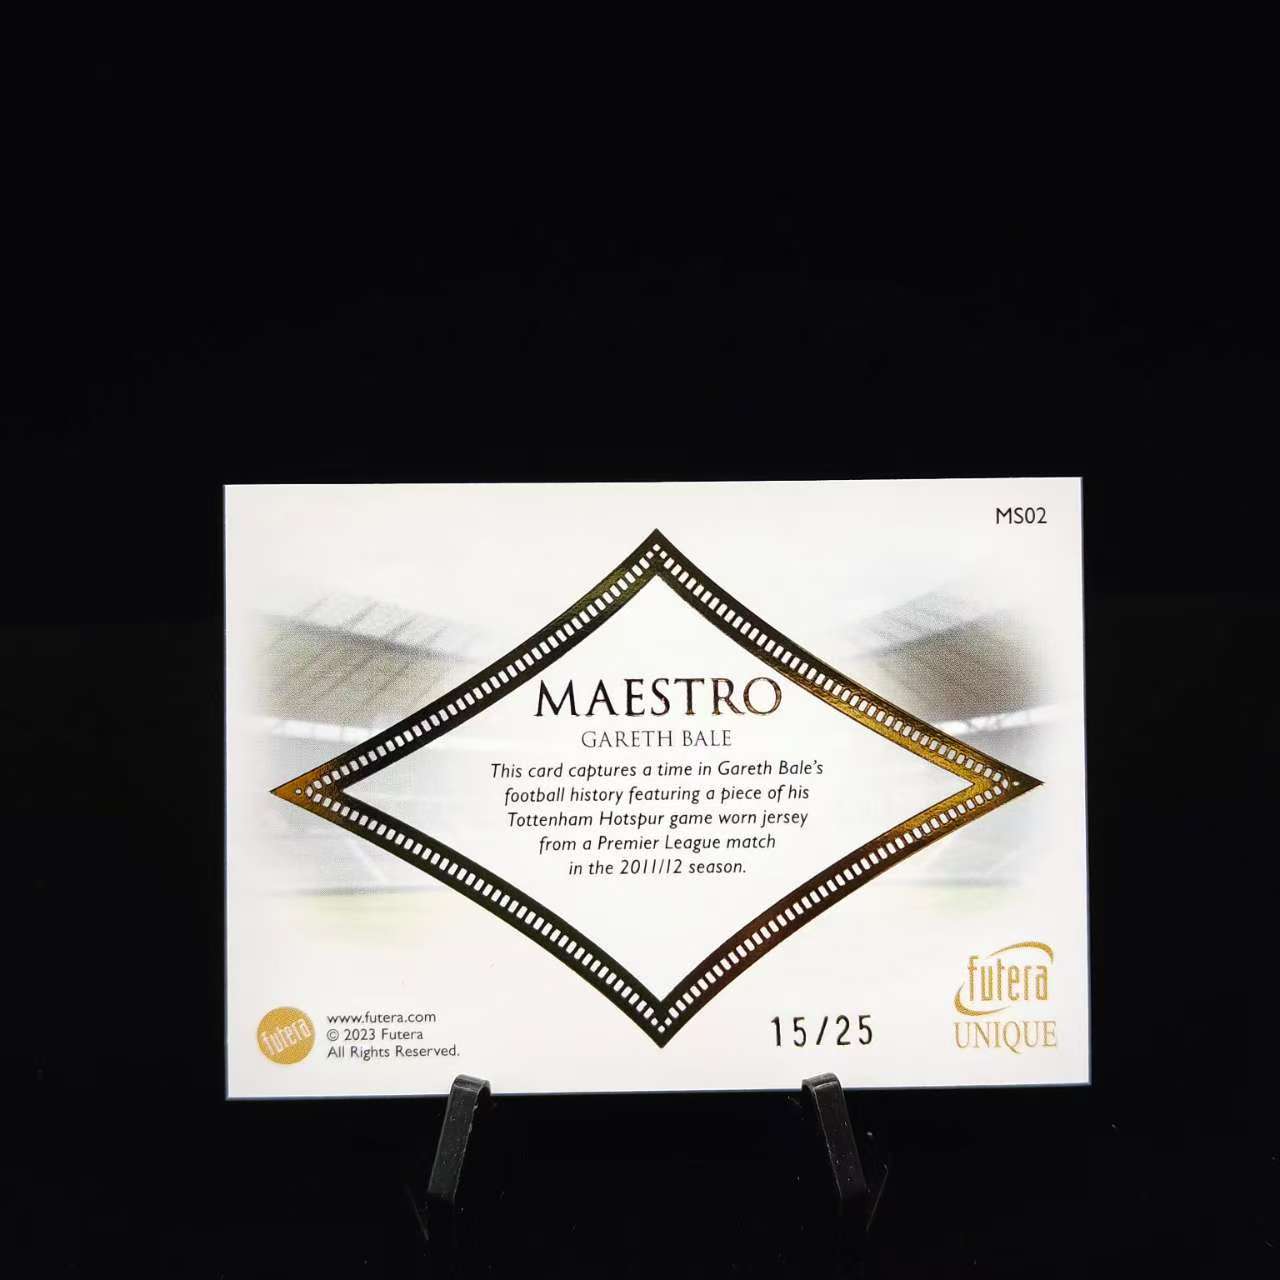 MS02
MAESTRO
GARETH BALE
This card captures a time in Gareth Bale's
football history featuring a piece of his
Tottenham Hotspur game worn jersey
from a Premier League match
in the 2011/12 season.
futera
UNIQUE
futera
www.futera.com
© 2023 Futera
All Rights Reserved.
15/25